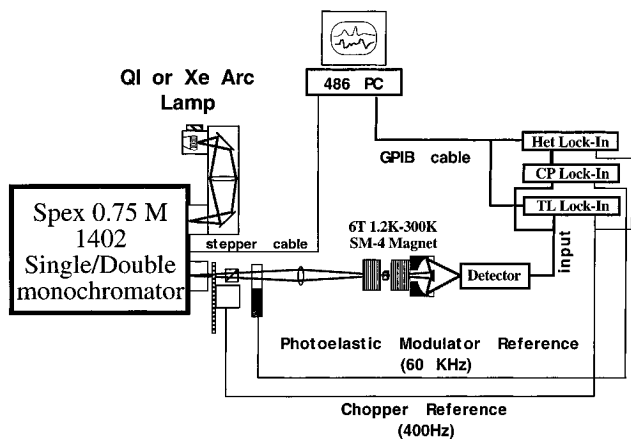 486 PC
QI or Xe Arc
Lamp
GPIB cable
Het Lock-In
CP Lock-In
TL Lock-In
Spex 0.75 M
1402
Single/Double
monochromator
stepper cable
6T 1.2K-300K
SM-4 Magnet
Detector
input
Photoelastic Modulator Reference
(60 KHz)
Chopper Reference
(400Hz)